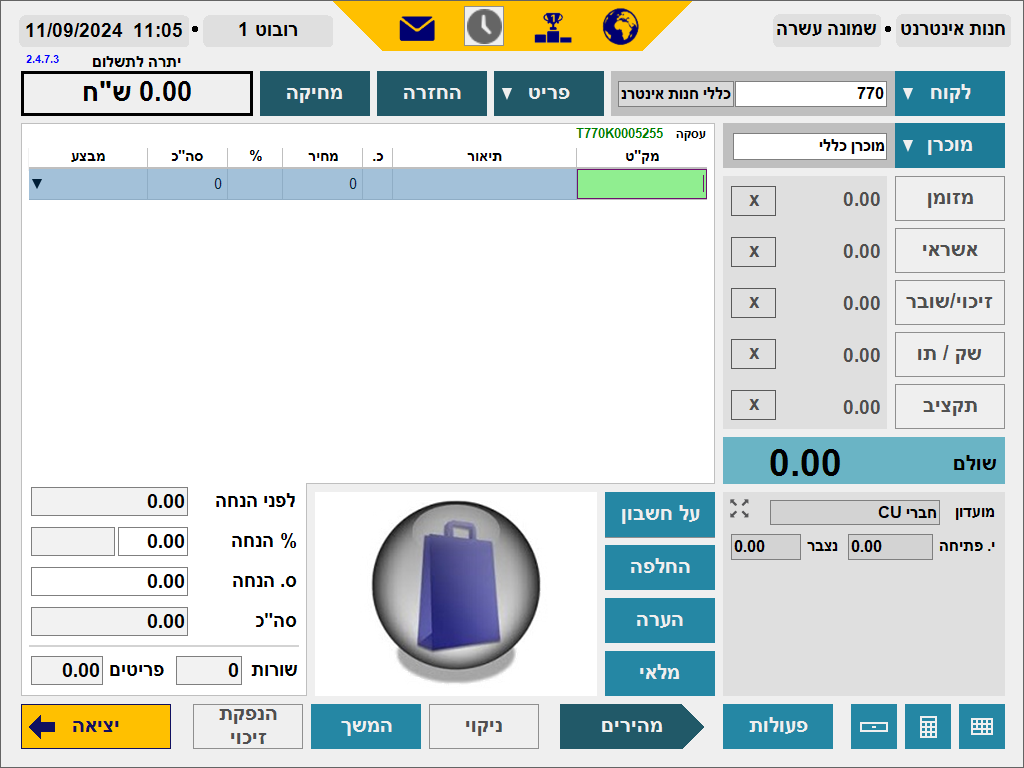 חנות אינטרנט • שמונה עשרה
רובוט 1 • 11/09/2024 11:05
2.4.7.3
יתרה לתשלום
לקוח ▼ 770 כללי חנות אינטרנ
פריט ▼
החזרה
מחיקה
0.00 ש"ח
מוכרן ▼ מוכרן כללי
עסקה T770K0005255
מק"ט תיאור כ. מחיר % סה"כ מבצע
0 0 ▼
מזומן 0.00 X
אשראי 0.00 X
זיכוי/שובר 0.00 X
שק / תו 0.00 X
תקציב 0.00 X
שולם 0.00
מועדון חברי CU
י. פתיחה 0.00 נצבר 0.00
על חשבון
החלפה
הערה
מלאי
לפני הנחה 0.00
% הנחה 0.00
ס. הנחה 0.00
סה"כ 0.00
שורות 0 פריטים 0.00
פעולות
מהירים
ניקוי
המשך
הנפקת
זיכוי
יציאה